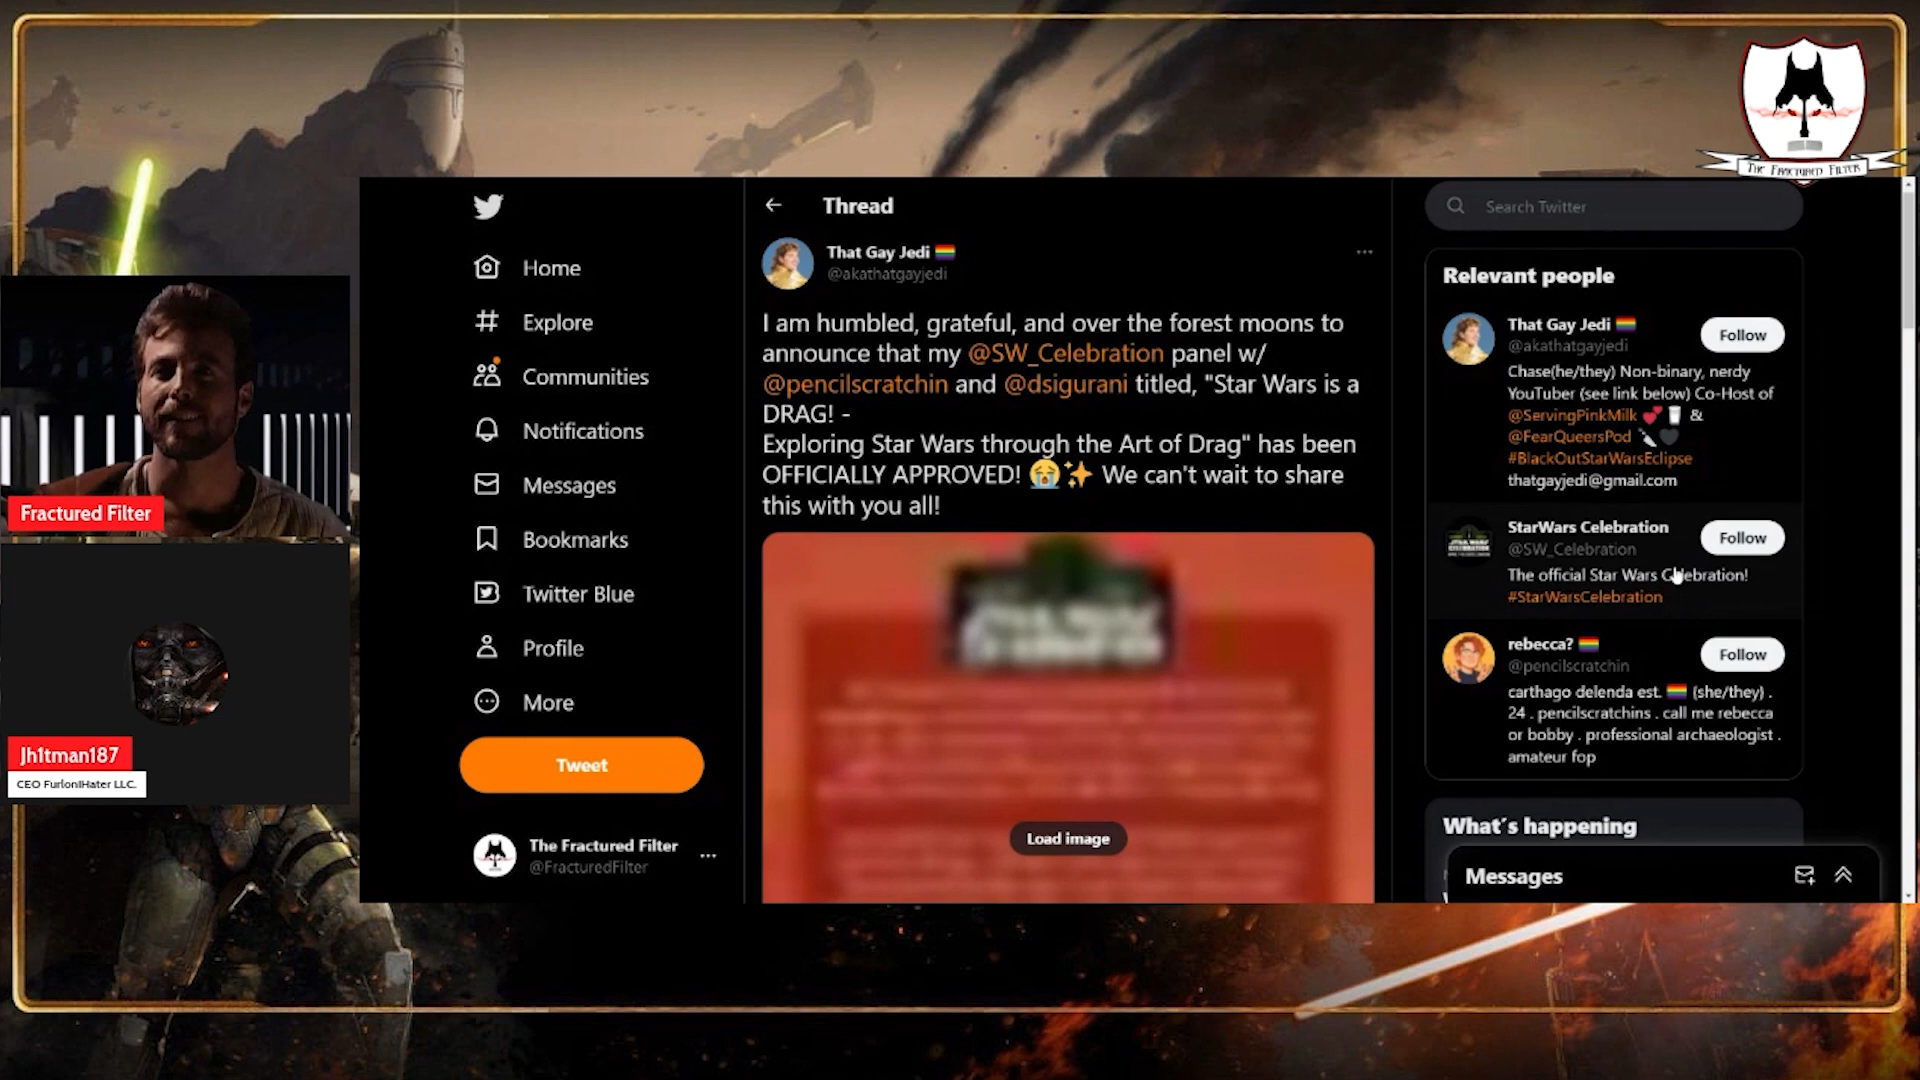 THE FRACTURED FILTER
Search Twitter
Thread
That Gay Jedi 🏳️‍🌈
@akathatgayjedi
Home
Explore
Communities
Notifications
Messages
Bookmarks
Twitter Blue
Profile
More
Tweet
The Fractured Filter
@FracturedFilter
I am humbled, grateful, and over the forest moons to
announce that my @SW_Celebration panel w/
@pencilscratchin and @dsigurani titled, "Star Wars is a
DRAG! -
Exploring Star Wars through the Art of Drag" has been
OFFICIALLY APPROVED! 😭✨ We can't wait to share
this with you all!
Load image
Relevant people
That Gay Jedi 🏳️‍🌈
@akathatgayjedi
Follow
Chase(he/they) Non-binary, nerdy
YouTuber (see link below) Co-Host of
@ServingPinkMilk 💕🥛 &
@FearQueersPod 🔪🖤
#BlackOutStarWarsEclipse
thatgayjedi@gmail.com
StarWars Celebration
@SW_Celebration
Follow
The official Star Wars Celebration!
#StarWarsCelebration
rebecca? 🏳️‍🌈
@pencilscratchin
Follow
carthago delenda est. 🏳️‍🌈 (she/they) .
24 . pencilscratchins . call me rebecca
or bobby . professional archaeologist .
amateur fop
What's happening
Messages
Fractured Filter
Jh1tman187
CEO FurlonIHater LLC.